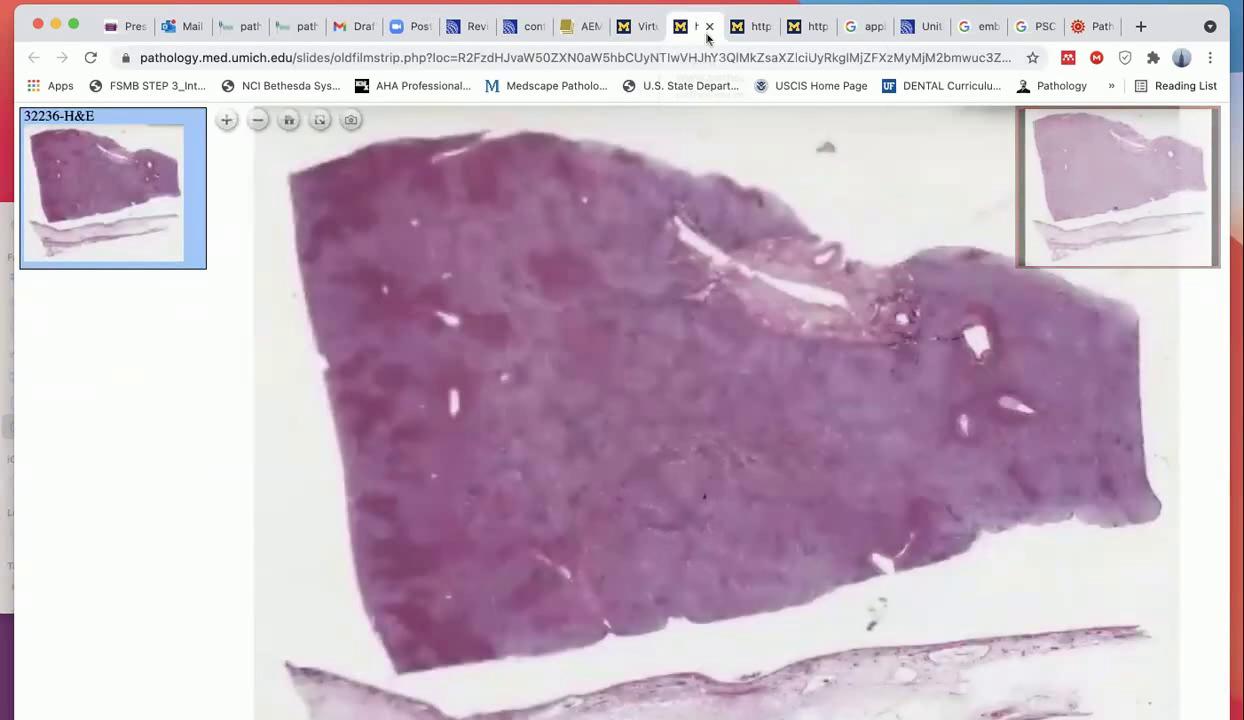 Pres Mail path path Draf Post Revi conf AEM Virtu h http http appl Unit emb PSC Path
pathology.med.umich.edu/slides/oldfilmstrip.php?loc=
Apps FSMB STEP 3_Int... NCI Bethesda Sys... AHA Professional... Medscape Patholo... U.S. State Depart... USCIS Home Page DENTAL Curriculu... Pathology » Reading List
32236-H&E